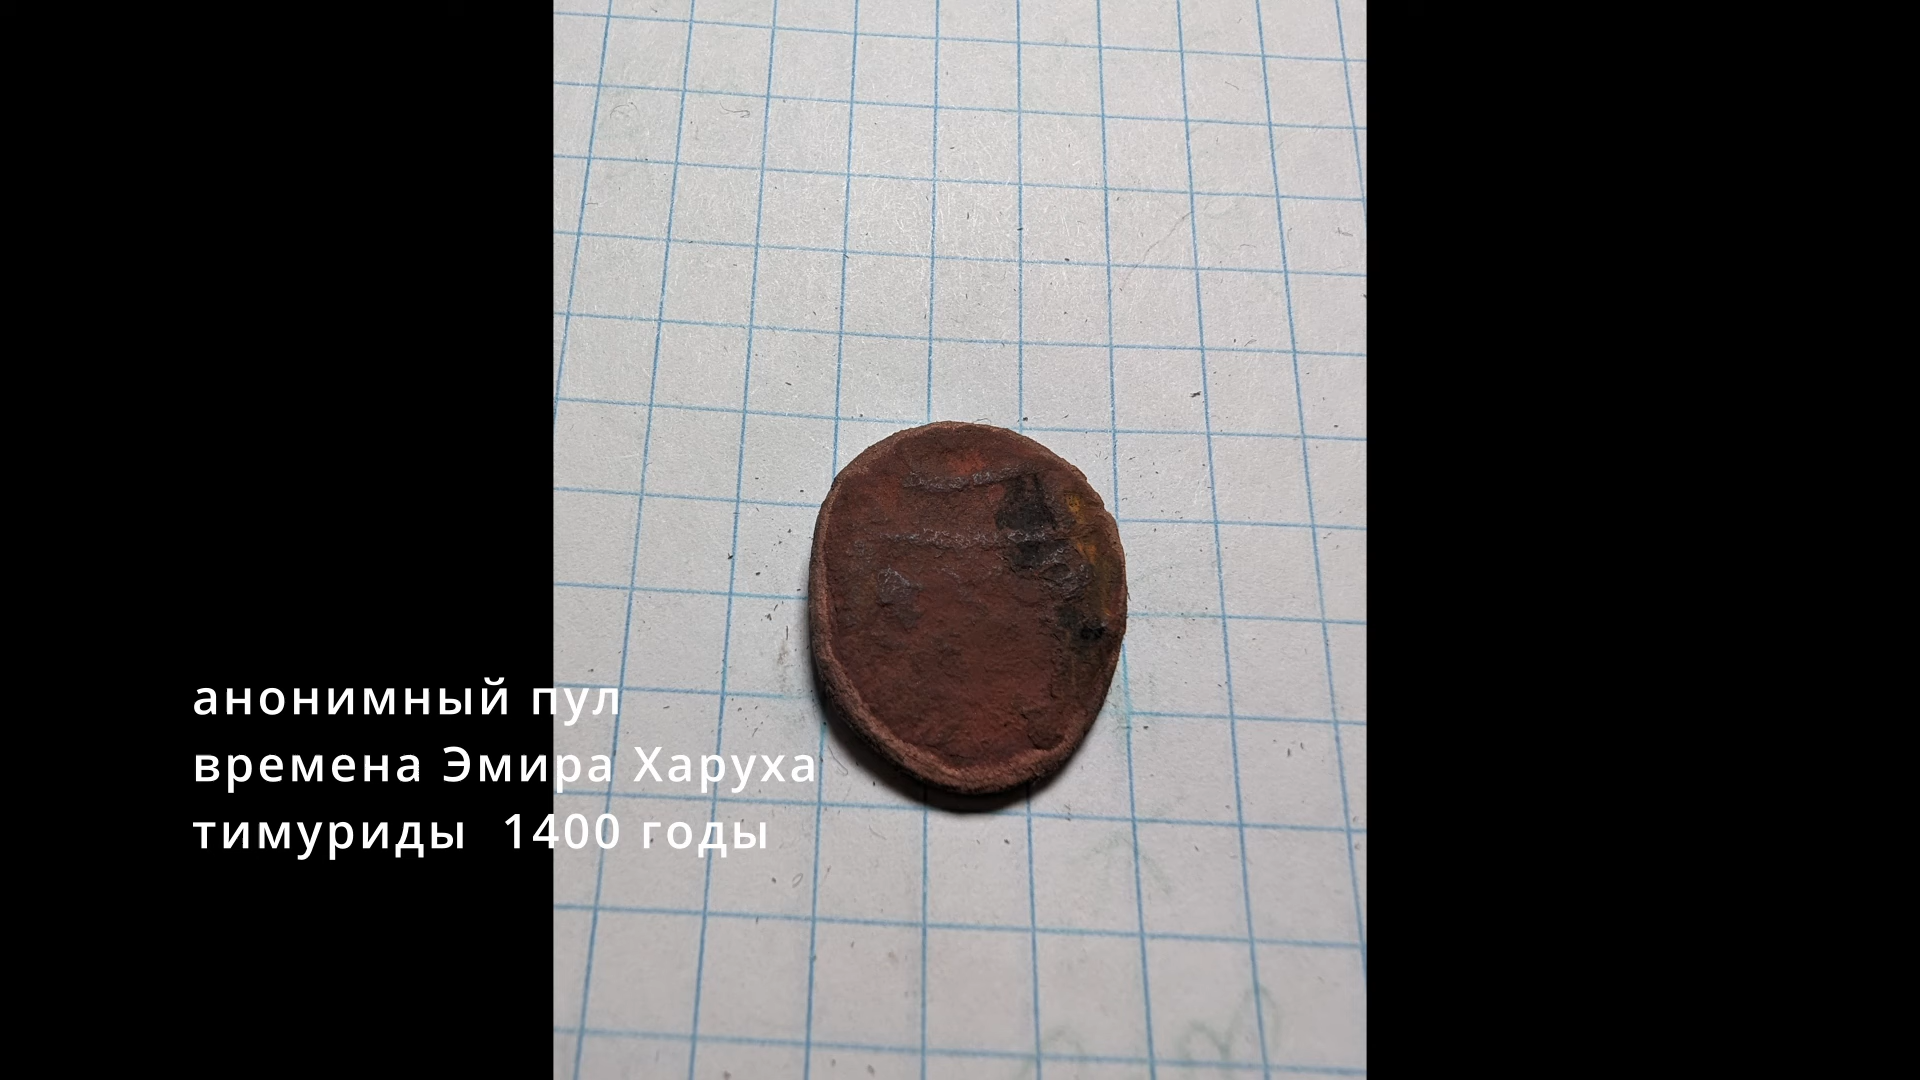 анонимный пул
времена Эмира Харуха
тимуриды 1400 годы